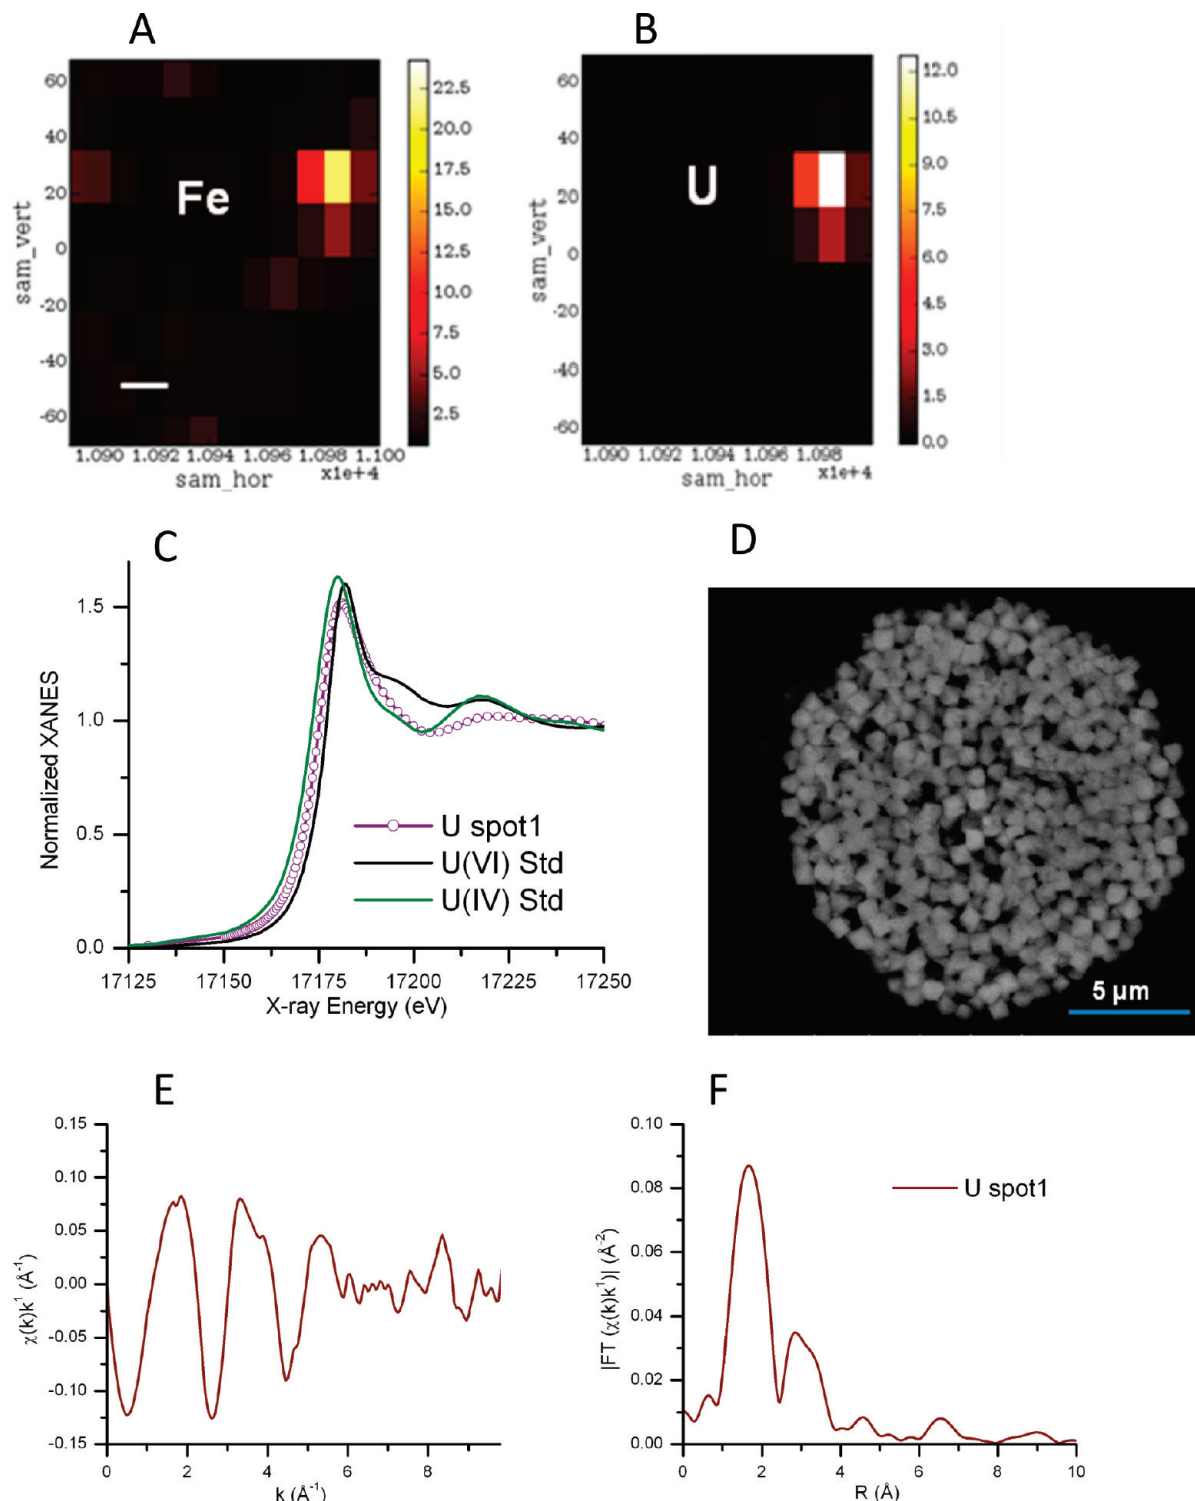 A
B
60
40
20
0
-20
-40
-60
sam_vert
Fe
22.5
20.0
17.5
15.0
12.5
10.0
7.5
5.0
2.5
1.090 1.092 1.094 1.096 1.098 1.100
x1e+4
sam_hor
60
40
20
0
-20
-40
-60
sam_vert
U
12.0
10.5
9.0
7.5
6.0
4.5
3.0
1.5
0.0
1.090 1.092 1.094 1.096 1.098
x1e+4
sam_hor
C
D
1.5
1.0
0.5
0.0
Normalized XANES
U spot1
U(VI) Std
U(IV) Std
17125 17150 17175 17200 17225 17250
X-ray Energy (eV)
5 µm
E
F
0.15
0.10
0.05
0.00
-0.05
-0.10
-0.15
χ(k)k¹ (Å⁻¹)
0 2 4 6 8
k (Å⁻¹)
0.10
0.08
0.06
0.04
0.02
0.00
|FT (χ(k)k¹)| (Å⁻²)
U spot1
0 2 4 6 8 10
R (Å)